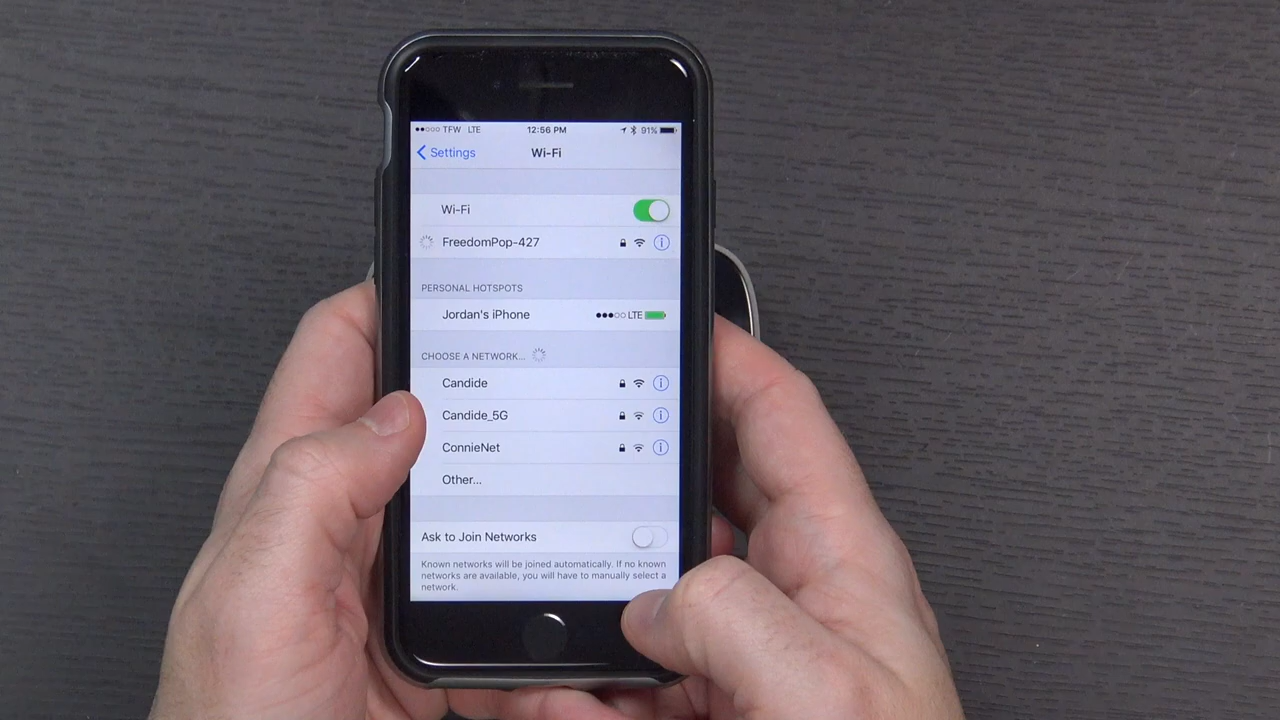 TFW LTE 12:56 PM 91%
Settings Wi-Fi
Wi-Fi
FreedomPop-427
PERSONAL HOTSPOTS
Jordan's iPhone LTE
CHOOSE A NETWORK...
Candide
Candide_5G
ConnieNet
Other...
Ask to Join Networks
Known networks will be joined automatically. If no known
networks are available, you will have to manually select a
network.